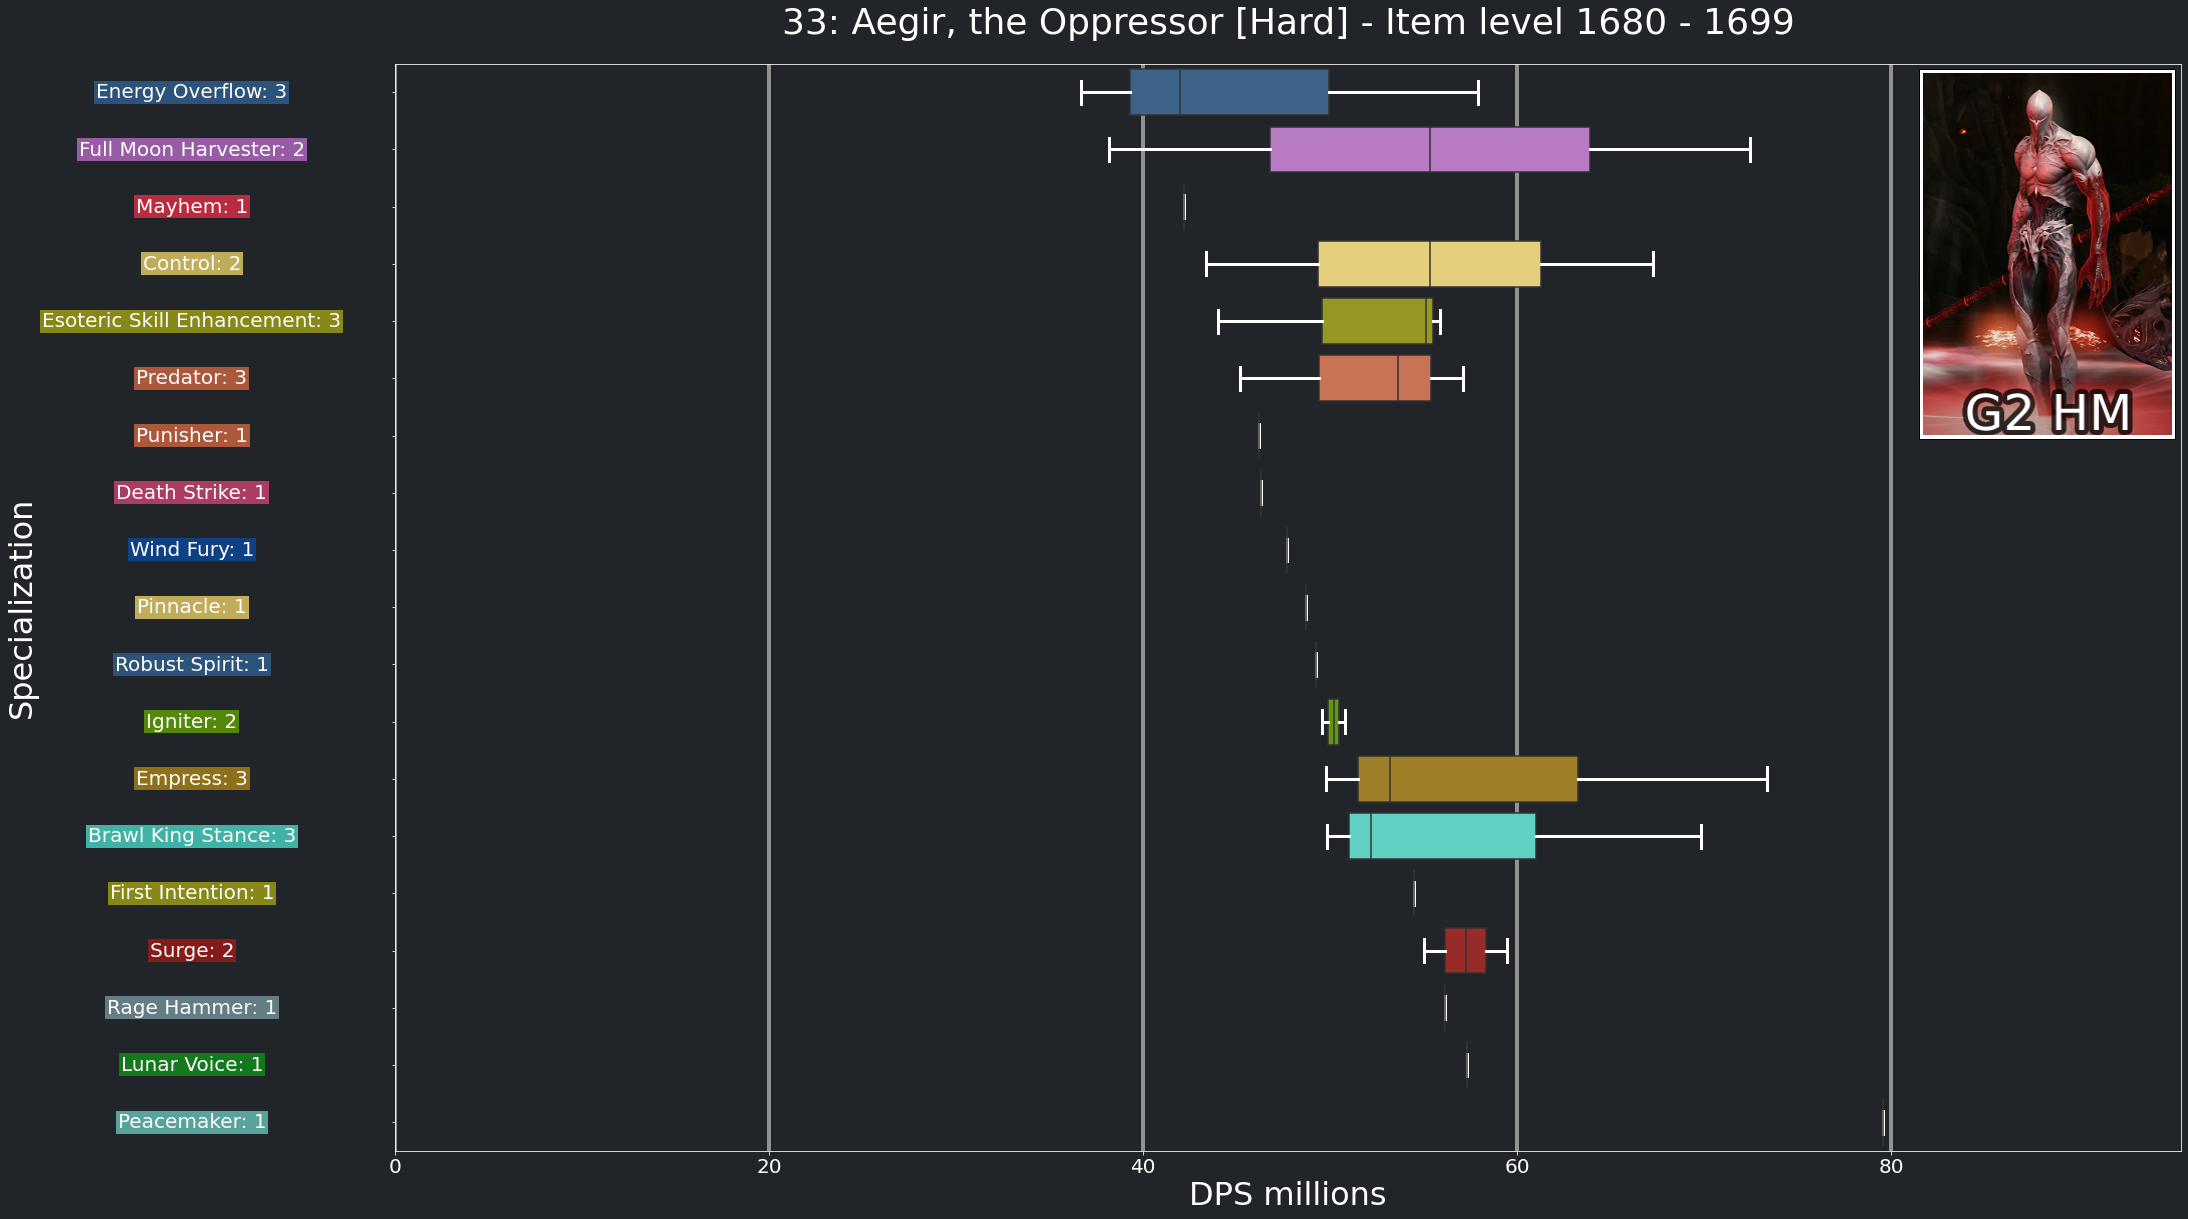 33: Aegir, the Oppressor [Hard] - Item level 1680 - 1699
Energy Overflow: 3
Full Moon Harvester: 2
Mayhem: 1
Control: 2
Esoteric Skill Enhancement: 3
Predator: 3
Punisher: 1
Death Strike: 1
Wind Fury: 1
Pinnacle: 1
Robust Spirit: 1
Igniter: 2
Empress: 3
Brawl King Stance: 3
First Intention: 1
Surge: 2
Rage Hammer: 1
Lunar Voice: 1
Peacemaker: 1
Specialization
G2 HM
0 20 40 60 80
DPS millions